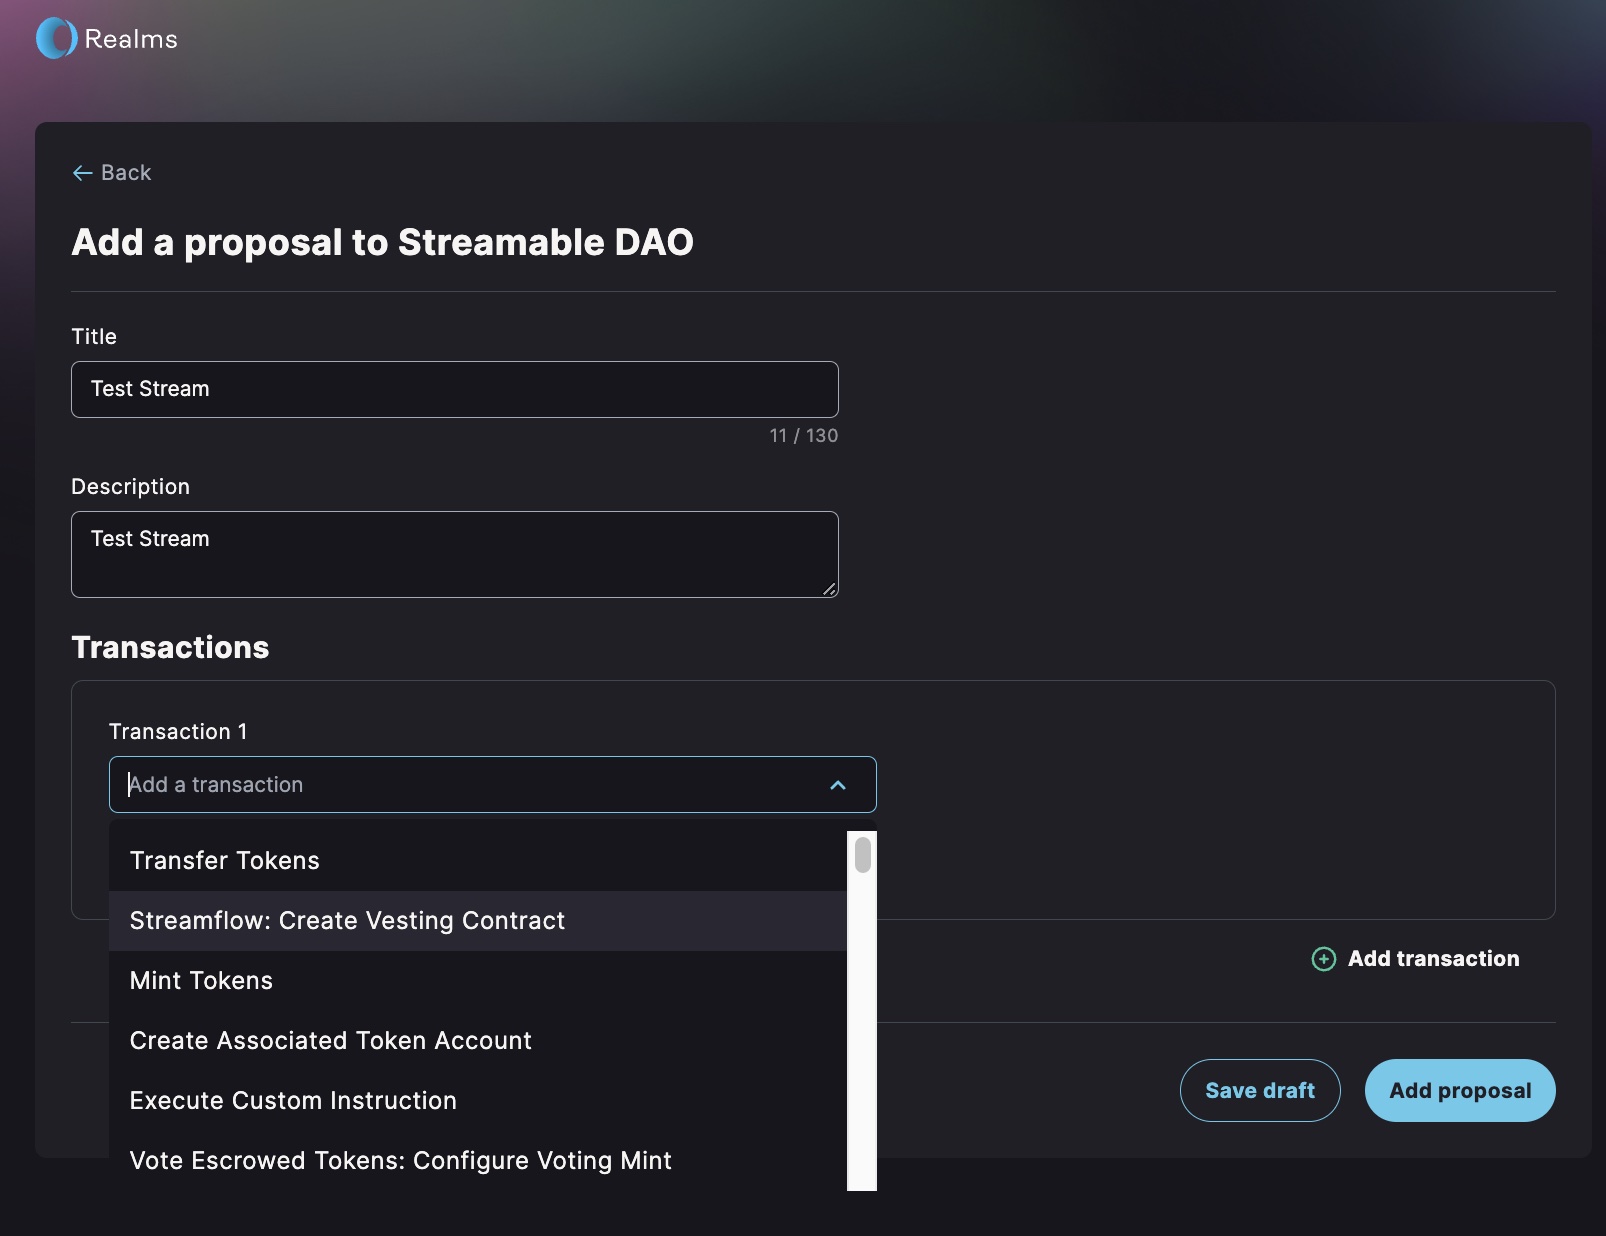 Realms
← Back
Add a proposal to Streamable DAO
Title
Test Stream
11 / 130
Description
Test Stream
Transactions
Transaction 1
Add a transaction
Transfer Tokens
Streamflow: Create Vesting Contract
Mint Tokens
Create Associated Token Account
Execute Custom Instruction
Vote Escrowed Tokens: Configure Voting Mint
Add transaction
Save draft
Add proposal